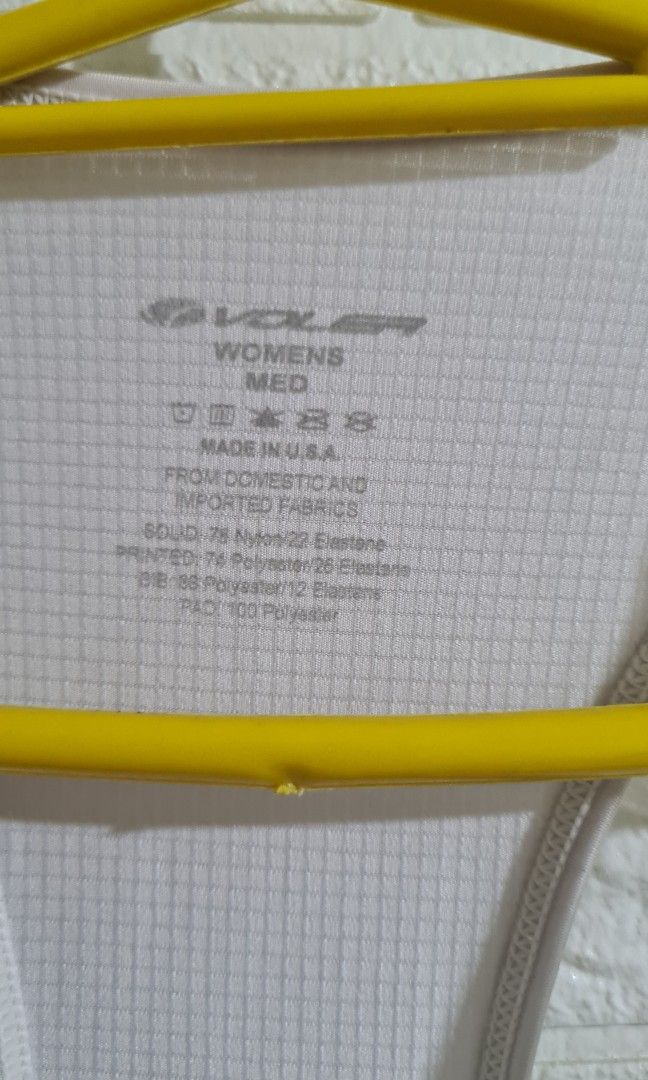 VOLER
WOMENS
MED
MADE IN U.S.A.
FROM DOMESTIC AND
IMPORTED FABRICS
SOLID: 78 Nylon/22 Elastane
PRINTED: 74 Polyester/26 Elastane
BIB: 88 Polyester/12 Elastane
PAD: 100 Polyester